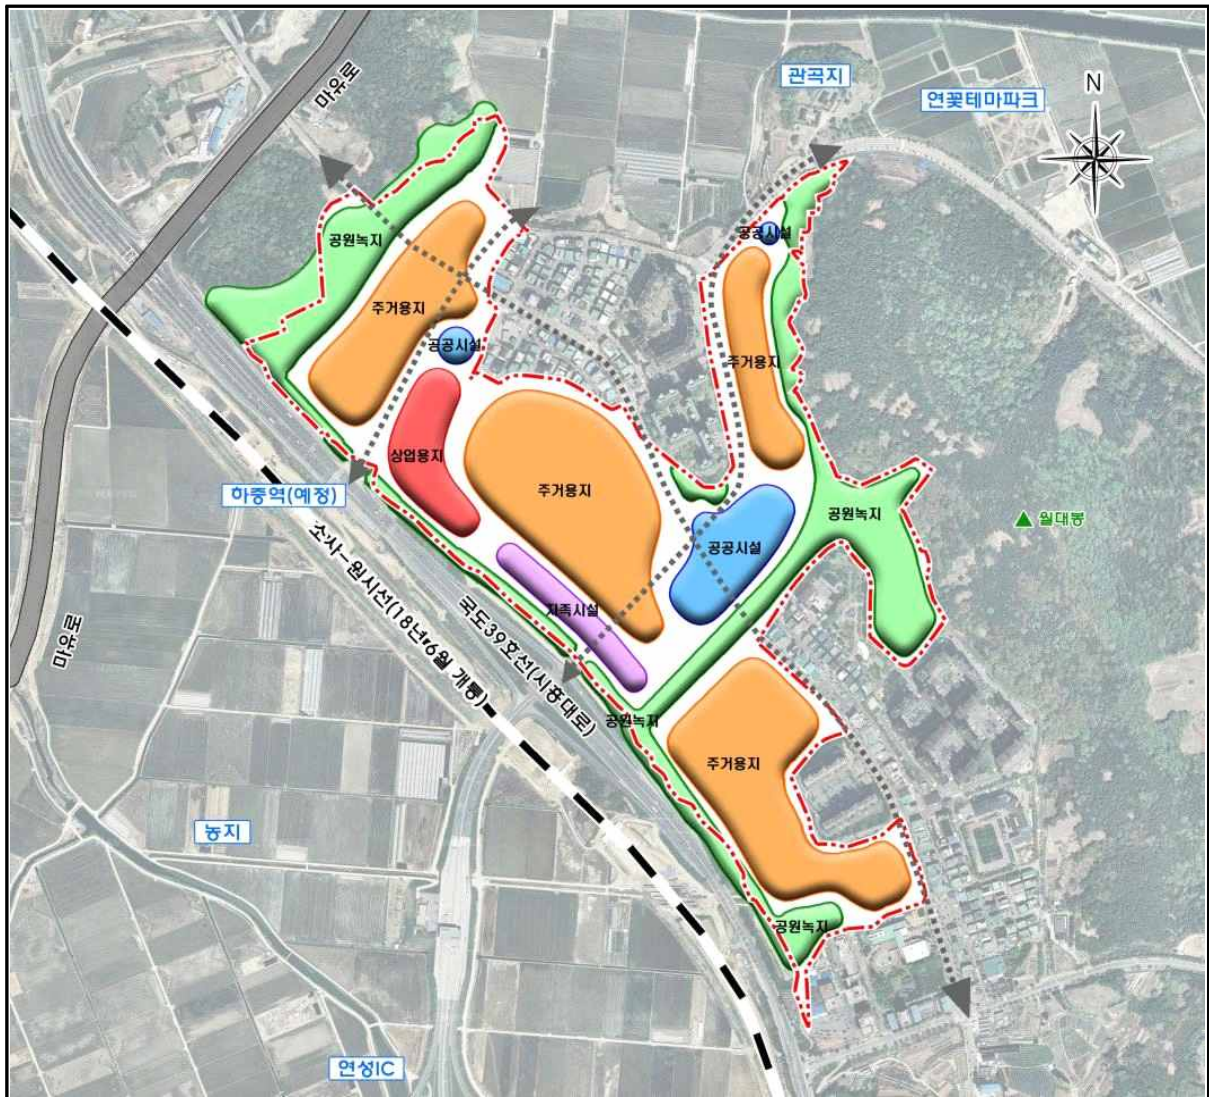 관곡지
연꽃테마파크
N
마유로
공원녹지
공공시설
주거용지
공공시설
주거용지
상업용지
주거용지
하중역(예정)
공원녹지
월대봉
공공시설
자족시설
소사-원시선(18년6월 개통)
국도39호선(시흥대로)
마유로
공원녹지
주거용지
농지
공원녹지
연성IC